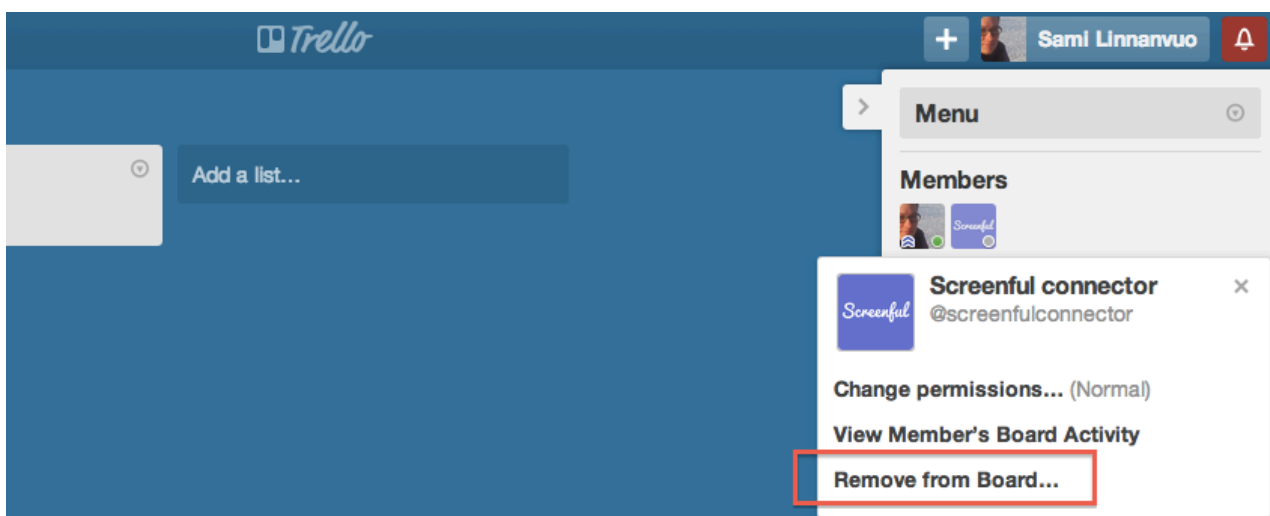 Trello
Sami Linnanvuo
Menu
Add a list...
Members
Screenful
Screenful connector
Screenful
@screenfulconnector
Change permissions... (Normal)
View Member's Board Activity
Remove from Board...